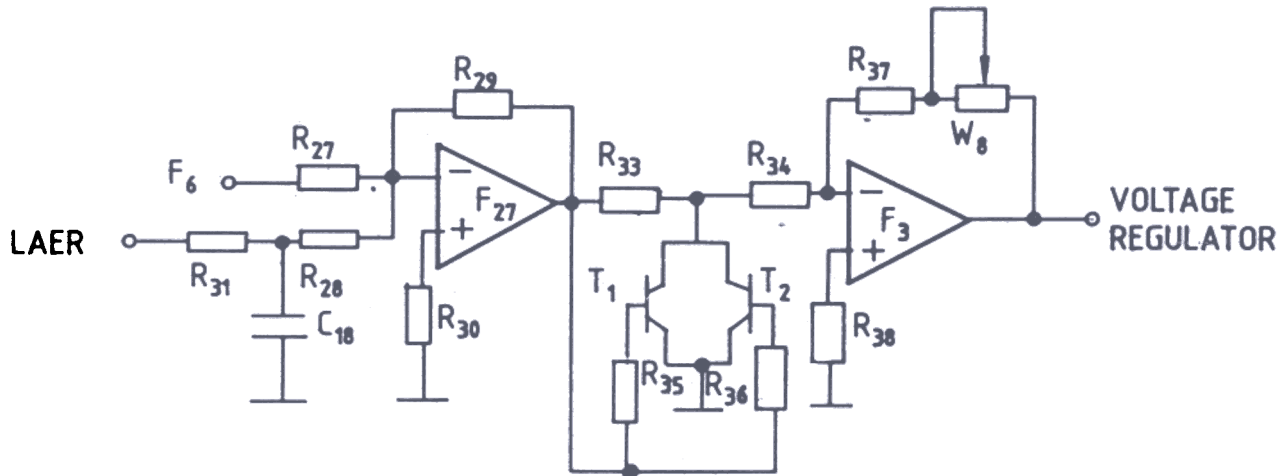 R29
R37
W8
R27
F6
R33
R34
−
F27
+
−
F3
+
VOLTAGE
REGULATOR
LAER
R31
R28
C18
R30
T1
T2
R35
R36
R38